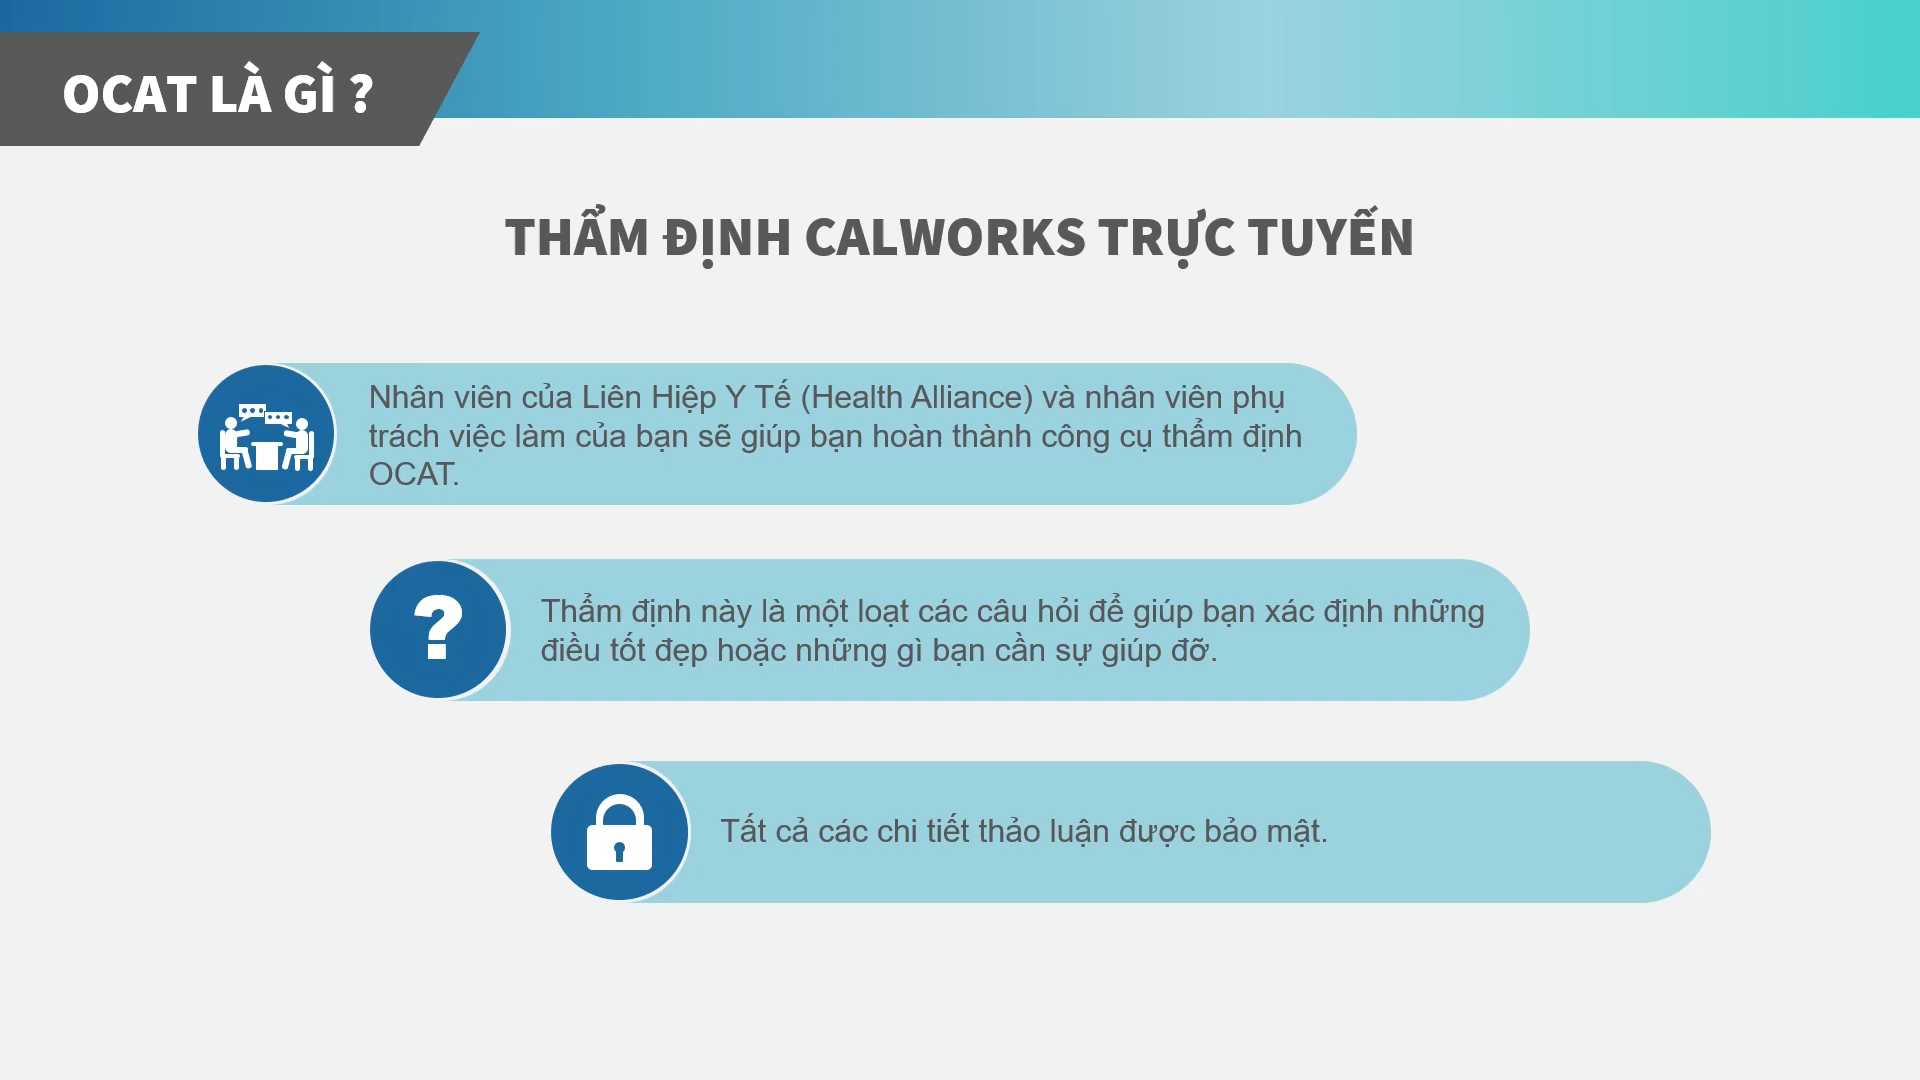 OCAT LÀ GÌ ?
THẨM ĐỊNH CALWORKS TRỰC TUYẾN
Nhân viên của Liên Hiệp Y Tế (Health Alliance) và nhân viên phụ
trách việc làm của bạn sẽ giúp bạn hoàn thành công cụ thẩm định
OCAT.
?
Thẩm định này là một loạt các câu hỏi để giúp bạn xác định những
điều tốt đẹp hoặc những gì bạn cần sự giúp đỡ.
Tất cả các chi tiết thảo luận được bảo mật.